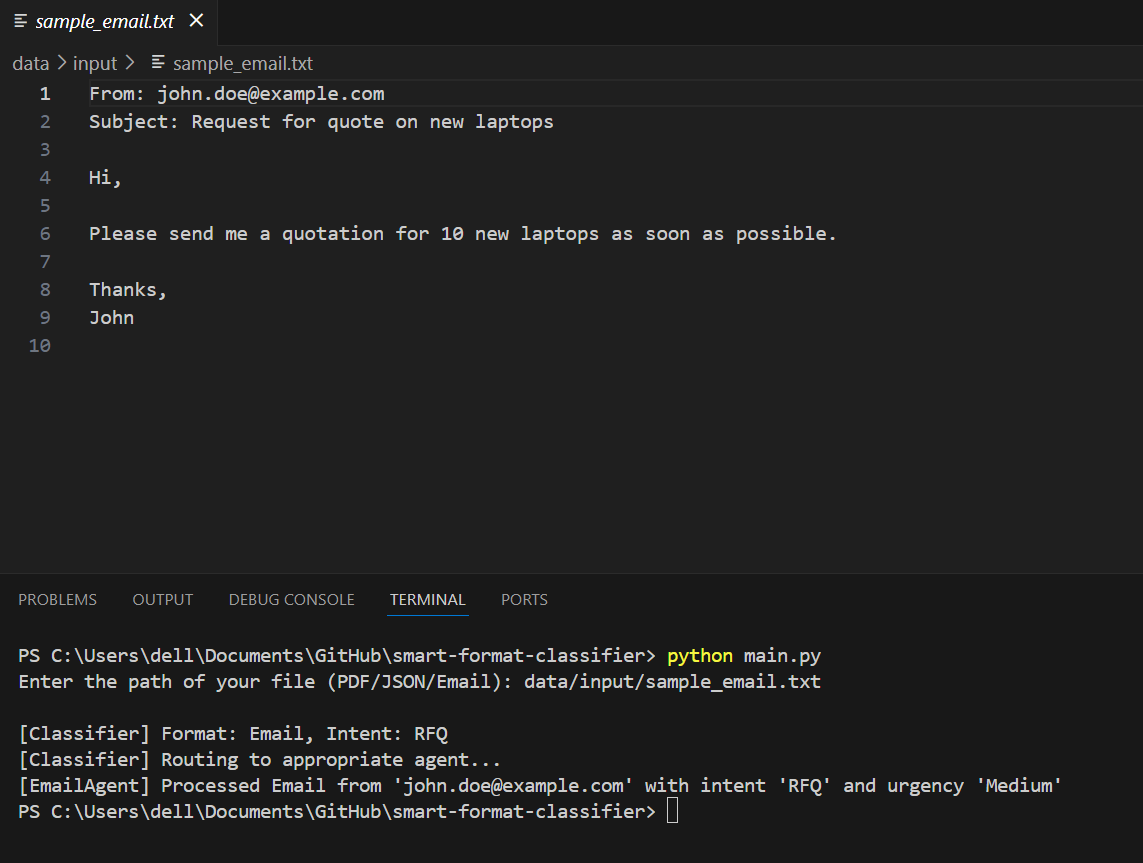 sample_email.txt
data > input > sample_email.txt
1 From: john.doe@example.com
2 Subject: Request for quote on new laptops
3
4 Hi,
5
6 Please send me a quotation for 10 new laptops as soon as possible.
7
8 Thanks,
9 John
10
PROBLEMS OUTPUT DEBUG CONSOLE TERMINAL PORTS
PS C:\Users\dell\Documents\GitHub\smart-format-classifier> python main.py
Enter the path of your file (PDF/JSON/Email): data/input/sample_email.txt
[Classifier] Format: Email, Intent: RFQ
[Classifier] Routing to appropriate agent...
[EmailAgent] Processed Email from 'john.doe@example.com' with intent 'RFQ' and urgency 'Medium'
PS C:\Users\dell\Documents\GitHub\smart-format-classifier>